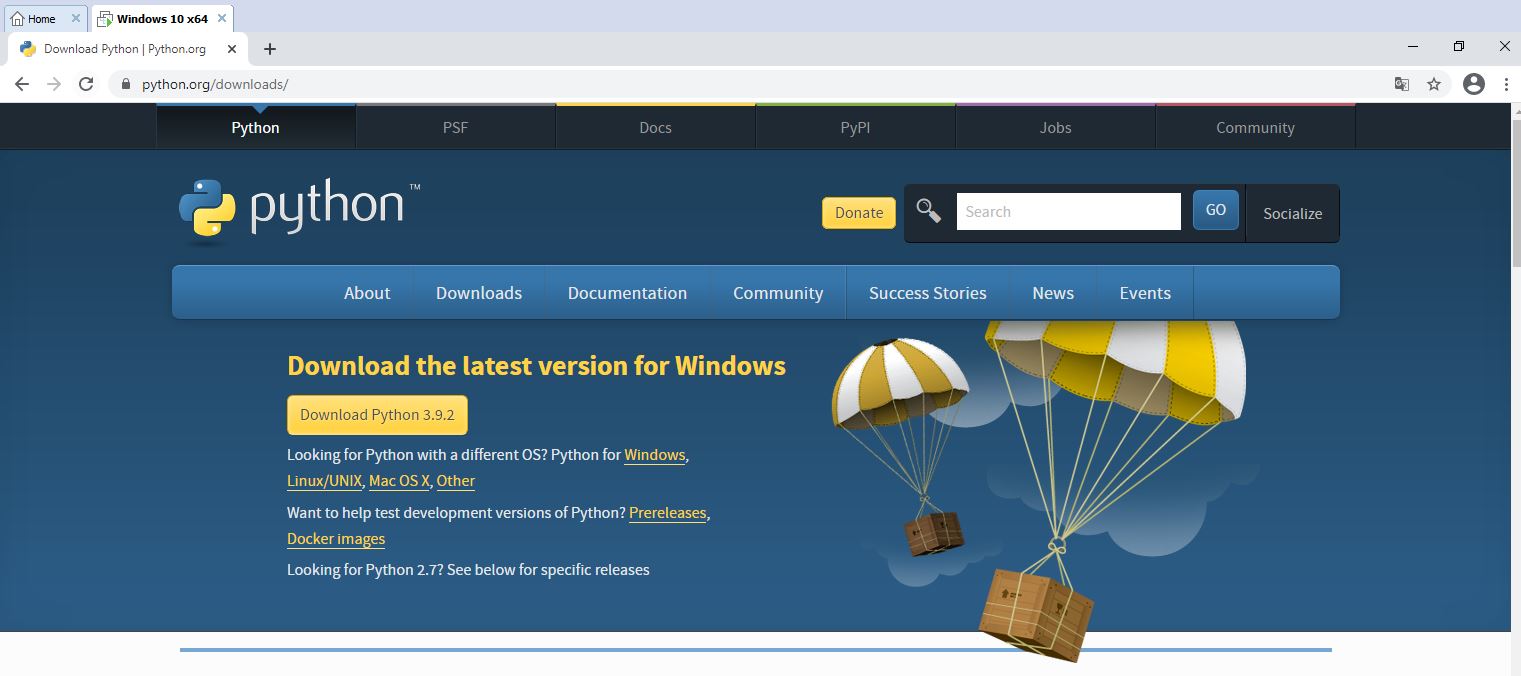 Home
Windows 10 x64
Download Python | Python.org
python.org/downloads/
Python
PSF
Docs
PyPI
Jobs
Community
python™
Donate
Search
GO
Socialize
About
Downloads
Documentation
Community
Success Stories
News
Events
Download the latest version for Windows
Download Python 3.9.2
Looking for Python with a different OS? Python for Windows,
Linux/UNIX, Mac OS X, Other
Want to help test development versions of Python? Prereleases,
Docker images
Looking for Python 2.7? See below for specific releases